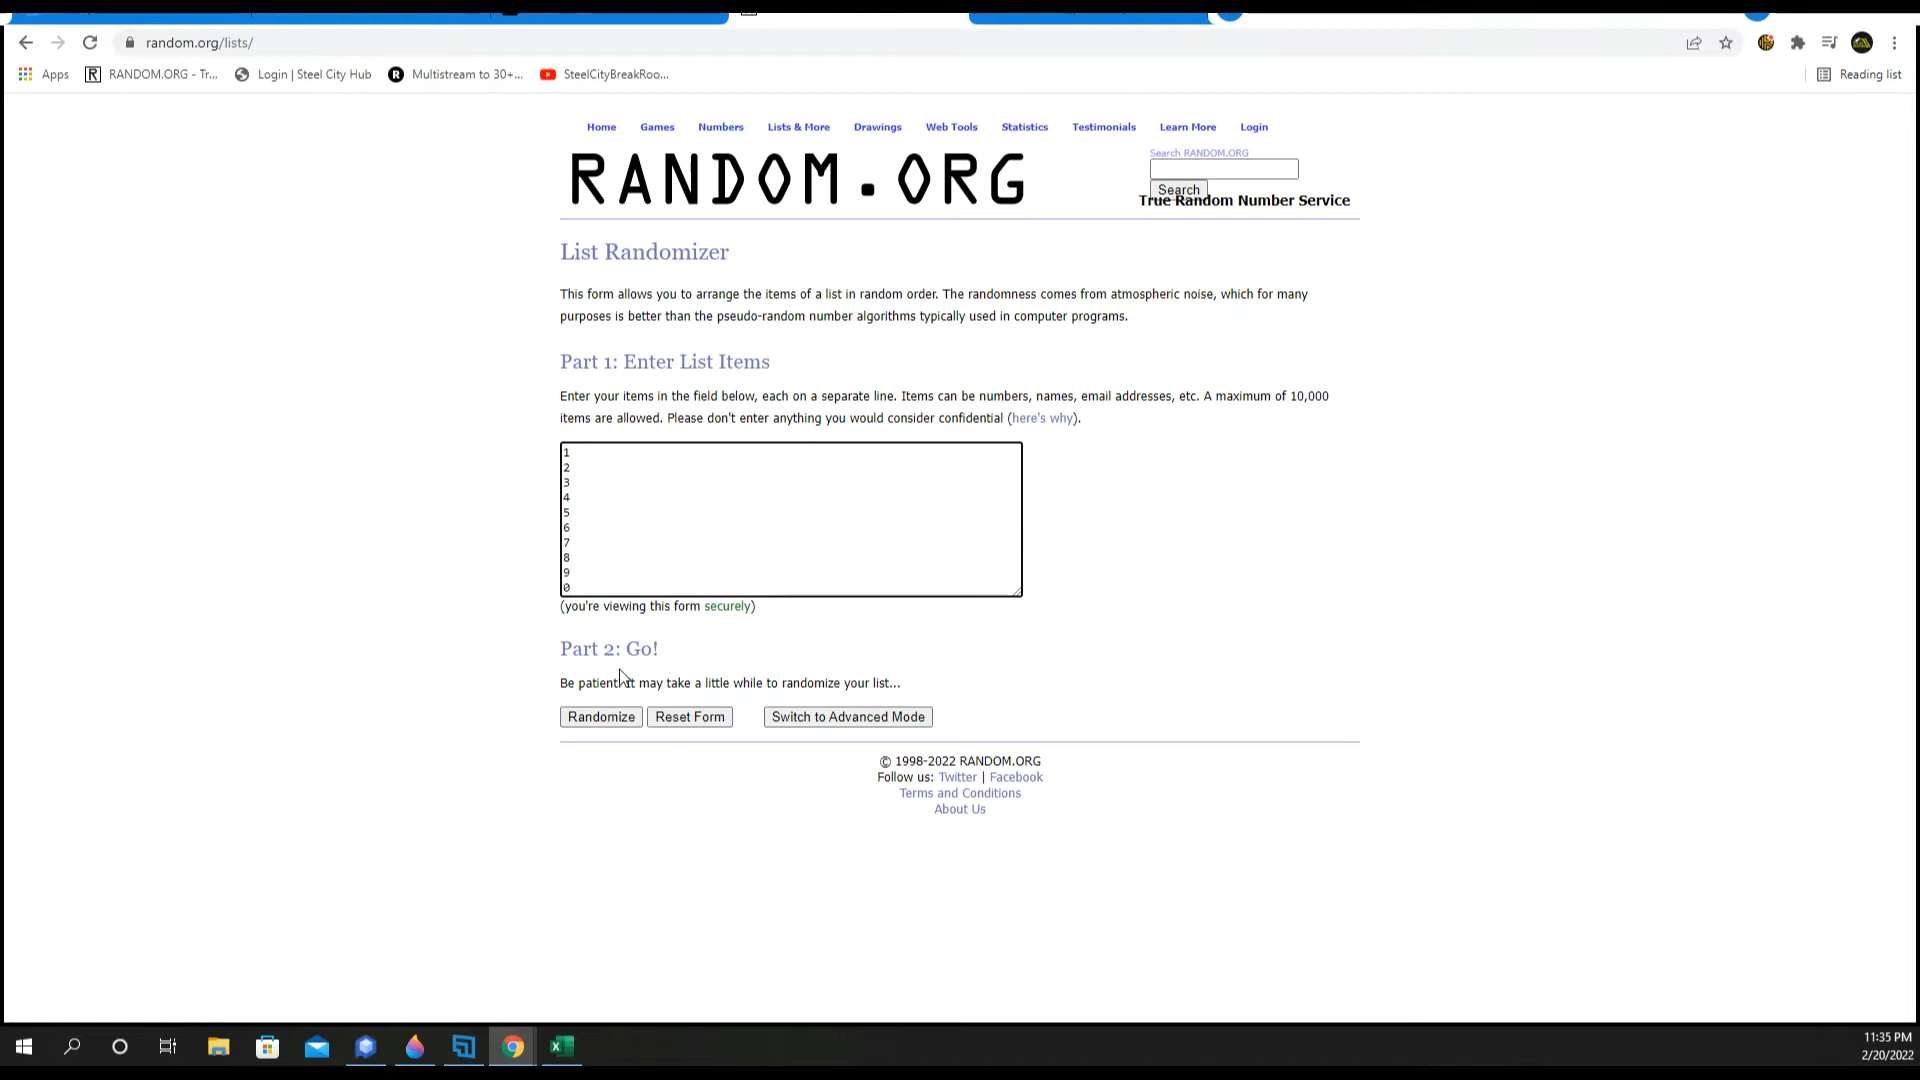 random.org/lists/
Apps
RANDOM.ORG - Tr...
Login | Steel City Hub
Multistream to 30+...
SteelCityBreakRoo...
Reading list
Home Games Numbers Lists & More Drawings Web Tools Statistics Testimonials Learn More Login
RANDOM.ORG
Search RANDOM.ORG
Search
True Random Number Service
List Randomizer
This form allows you to arrange the items of a list in random order. The randomness comes from atmospheric noise, which for many
purposes is better than the pseudo-random number algorithms typically used in computer programs.
Part 1: Enter List Items
Enter your items in the field below, each on a separate line. Items can be numbers, names, email addresses, etc. A maximum of 10,000
items are allowed. Please don't enter anything you would consider confidential (here's why).
1
2
3
4
5
6
7
8
9
0
(you're viewing this form securely)
Part 2: Go!
Be patient it may take a little while to randomize your list...
Randomize Reset Form Switch to Advanced Mode
© 1998-2022 RANDOM.ORG
Follow us: Twitter | Facebook
Terms and Conditions
About Us
11:35 PM
2/20/2022